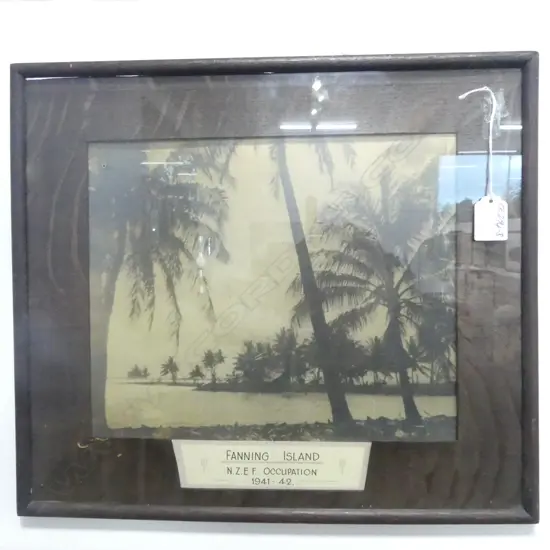 FANNING ISLAND
N.Z.E.F. OCCUPATION
1941-42.